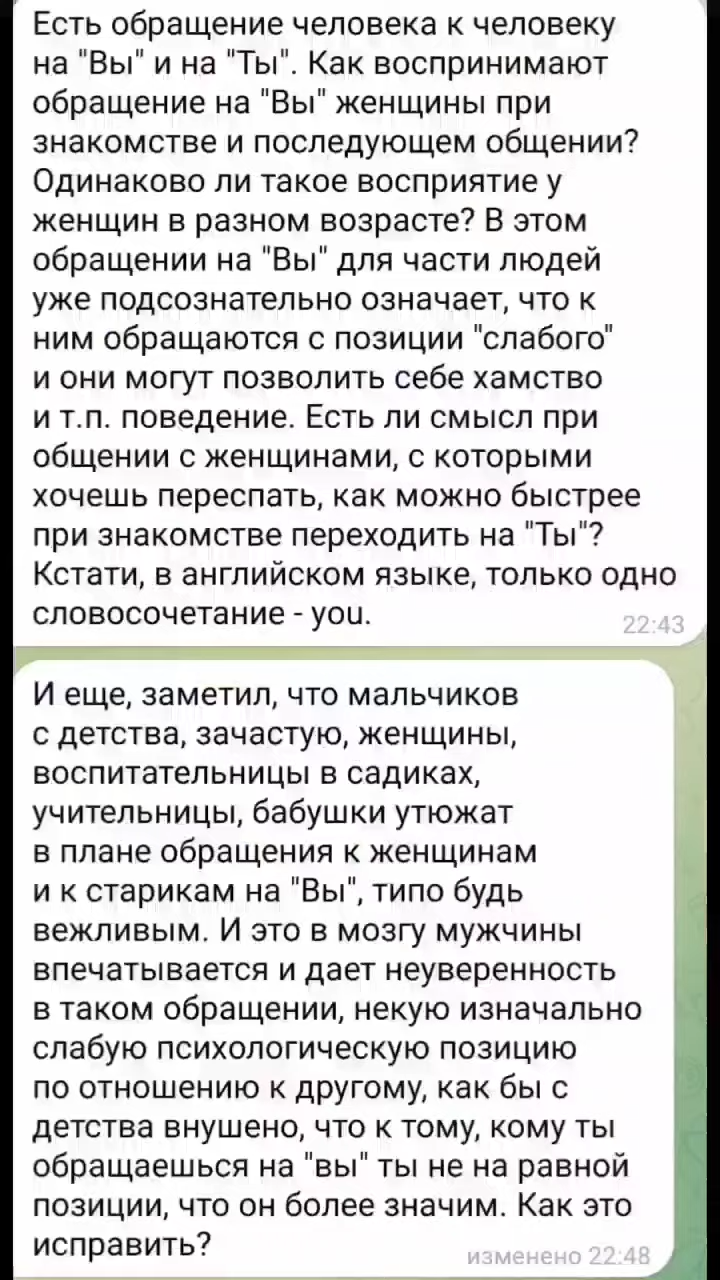 Есть обращение человека к человеку
на "Вы" и на "Ты". Как воспринимают
обращение на "Вы" женщины при
знакомстве и последующем общении?
Одинаково ли такое восприятие у
женщин в разном возрасте? В этом
обращении на "Вы" для части людей
уже подсознательно означает, что к
ним обращаются с позиции "слабого"
и они могут позволить себе хамство
и т.п. поведение. Есть ли смысл при
общении с женщинами, с которыми
хочешь переспать, как можно быстрее
при знакомстве переходить на "Ты"?
Кстати, в английском языке, только одно
словосочетание - you.
22:43
И еще, заметил, что мальчиков
с детства, зачастую, женщины,
воспитательницы в садиках,
учительницы, бабушки утюжат
в плане обращения к женщинам
и к старикам на "Вы", типо будь
вежливым. И это в мозгу мужчины
впечатывается и дает неуверенность
в таком обращении, некую изначально
слабую психологическую позицию
по отношению к другому, как бы с
детства внушено, что к тому, кому ты
обращаешься на "вы" ты не на равной
позиции, что он более значим. Как это
исправить?
изменено 22:48